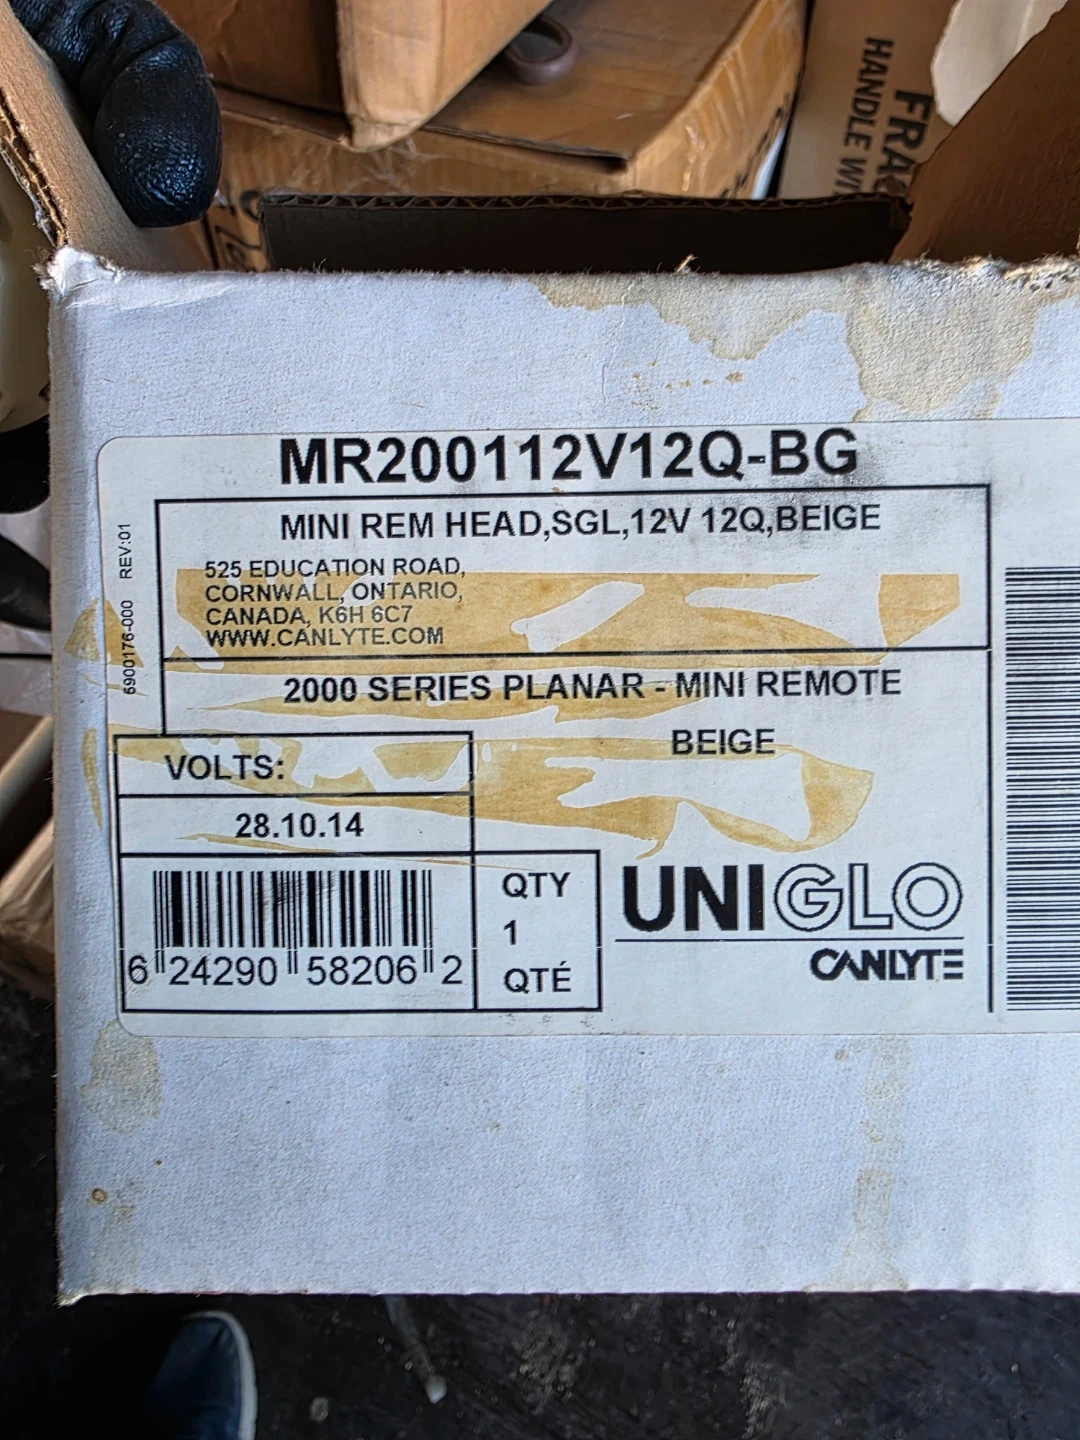 FRA
HANDLE WI
MR200112V12Q-BG
MINI REM HEAD,SGL,12V 12Q,BEIGE
525 EDUCATION ROAD,
CORNWALL, ONTARIO,
CANADA, K6H 6C7
WWW.CANLYTE.COM
6900176-000 REV:01
2000 SERIES PLANAR - MINI REMOTE
BEIGE
VOLTS:
28.10.14
6 24290 58206 2
QTY
1
QTÉ
UNIGLO
CANLYTE